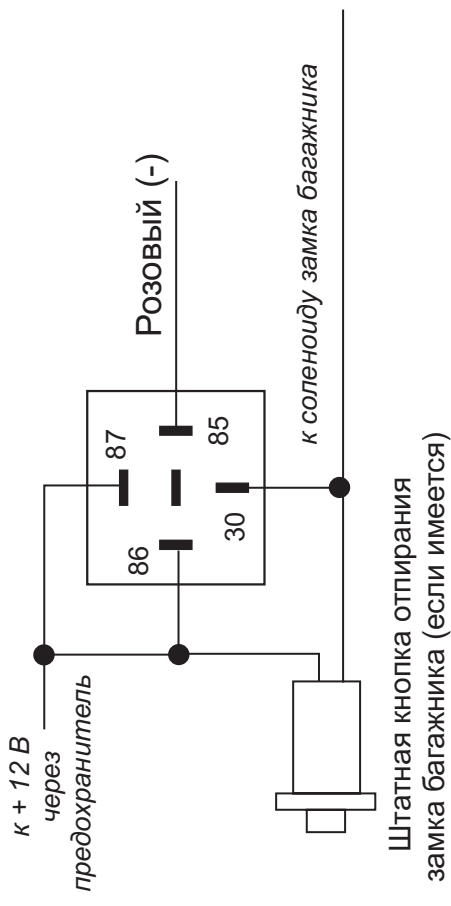 к + 12 В
через
предохранитель
86
87
30
85
Розовый (-)
к соленоиду замка багажника
Штатная кнопка отпирания
замка багажника (если имеется)